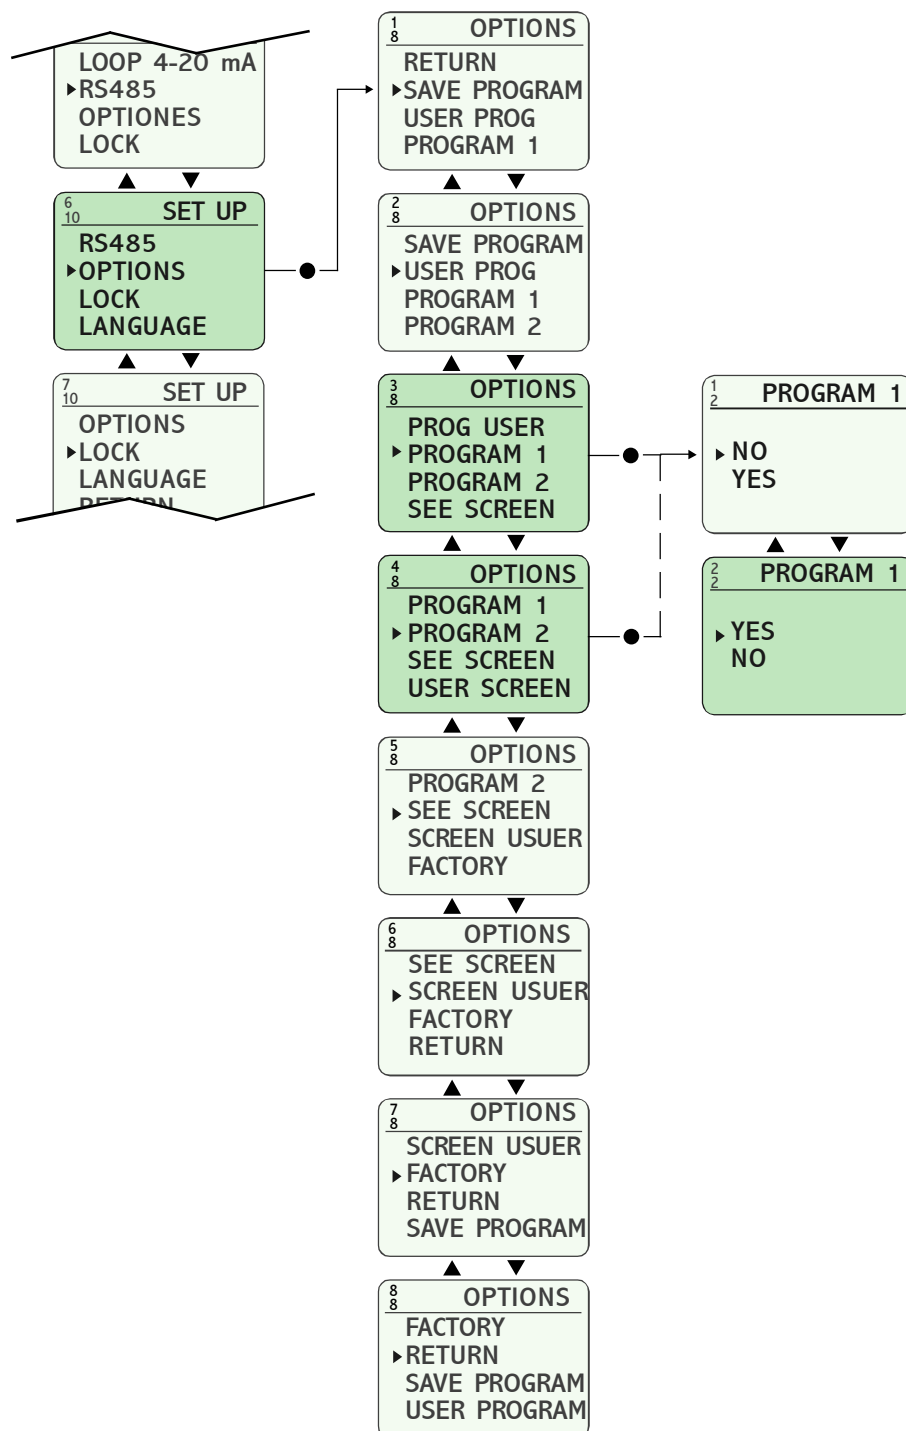 LOOP 4-20 mA
RS485
OPTIONES
LOCK
6
10
SET UP
RS485
OPTIONS
LOCK
LANGUAGE
7
10
SET UP
OPTIONS
LOCK
LANGUAGE
RETURN
1
8
OPTIONS
RETURN
SAVE PROGRAM
USER PROG
PROGRAM 1
2
8
OPTIONS
SAVE PROGRAM
USER PROG
PROGRAM 1
PROGRAM 2
3
8
OPTIONS
PROG USER
PROGRAM 1
PROGRAM 2
SEE SCREEN
4
8
OPTIONS
PROGRAM 1
PROGRAM 2
SEE SCREEN
USER SCREEN
5
8
OPTIONS
PROGRAM 2
SEE SCREEN
SCREEN USUER
FACTORY
6
8
OPTIONS
SEE SCREEN
SCREEN USUER
FACTORY
RETURN
7
8
OPTIONS
SCREEN USUER
FACTORY
RETURN
SAVE PROGRAM
8
8
OPTIONS
FACTORY
RETURN
SAVE PROGRAM
USER PROGRAM
1
2
PROGRAM 1
NO
YES
2
2
PROGRAM 1
YES
NO